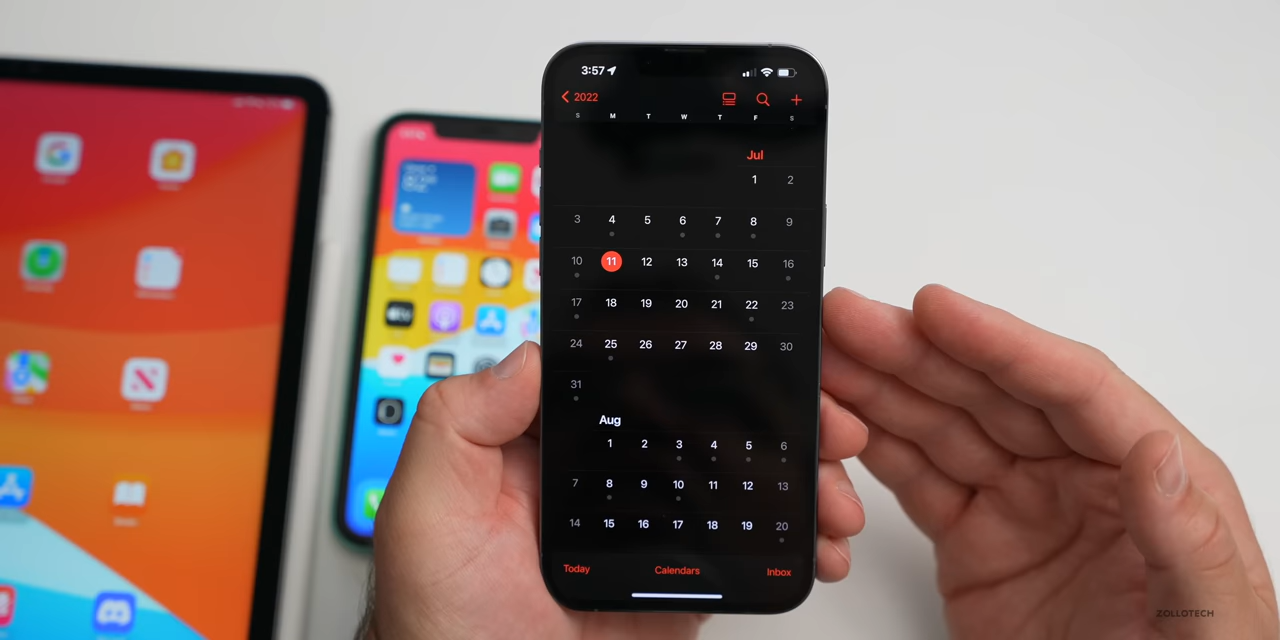 3:57
2022
S M T W T F S
Jul
1 2
3 4 5 6 7 8 9
10 11 12 13 14 15 16
17 18 19 20 21 22 23
24 25 26 27 28 29 30
31
Aug
1 2 3 4 5 6
7 8 9 10 11 12 13
14 15 16 17 18 19 20
Today Calendars Inbox
ZOLLOTECH